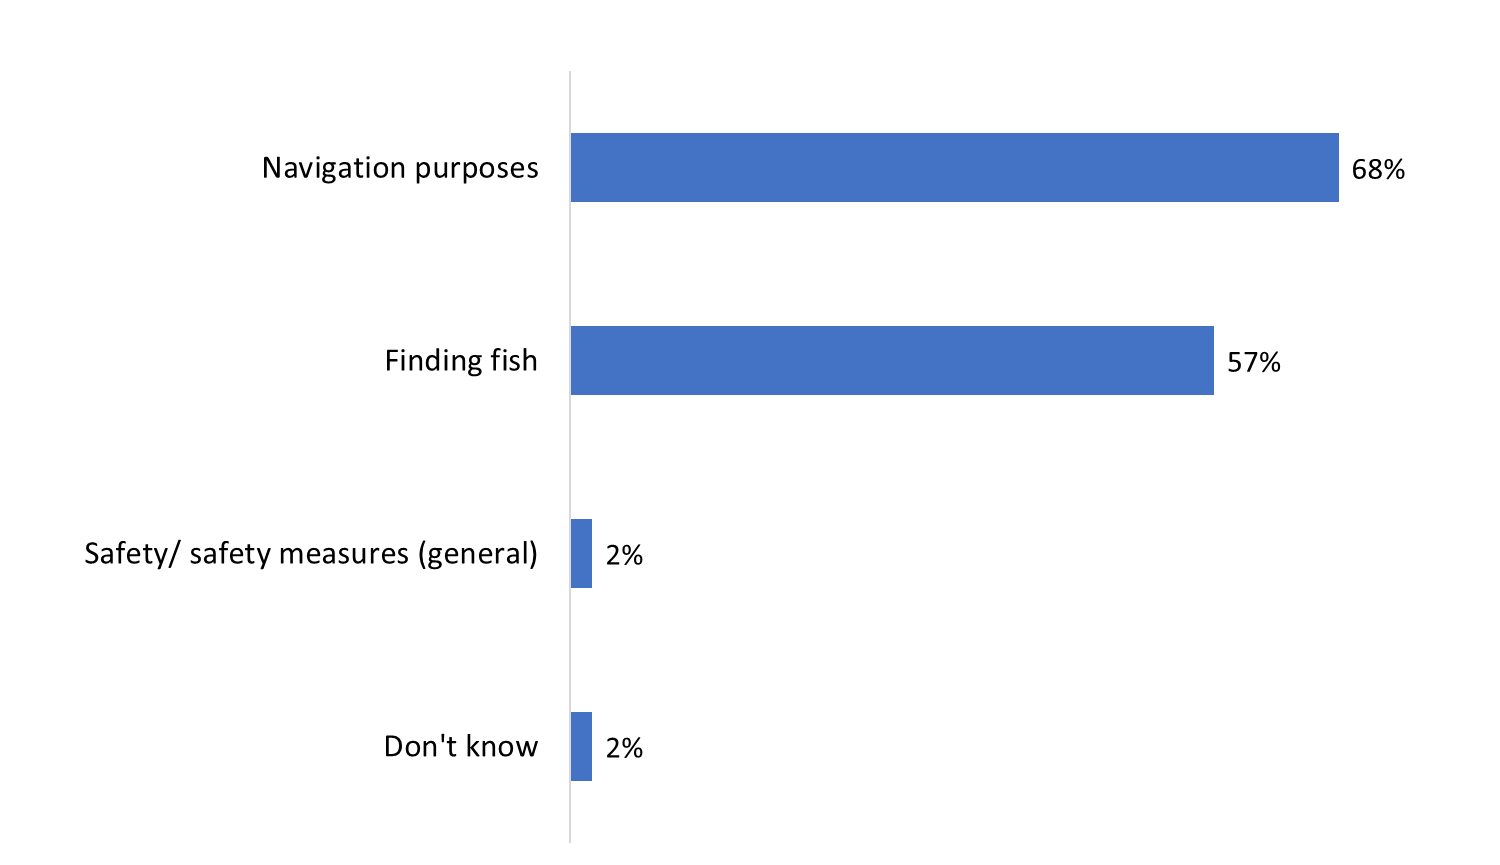 Navigation purposes 68%
Finding fish 57%
Safety/ safety measures (general) 2%
Don't know 2%